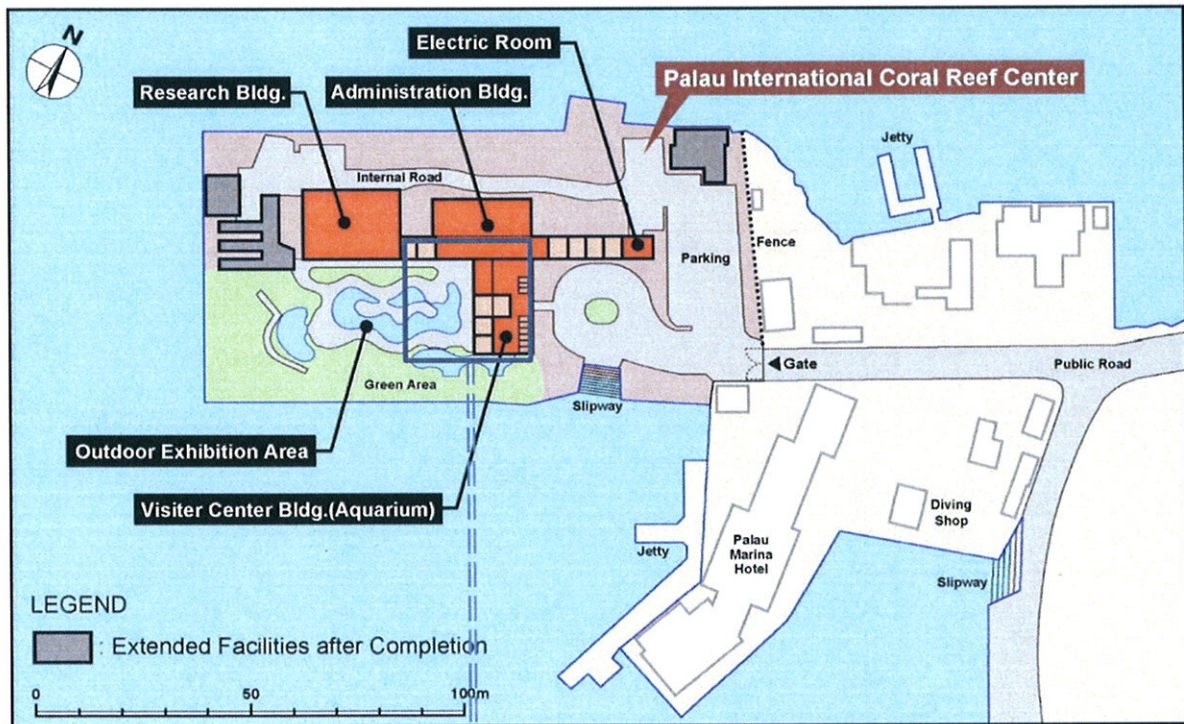 N
Electric Room
Research Bldg.
Administration Bldg.
Palau International Coral Reef Center
Jetty
Internal Road
Fence
Parking
Gate
Public Road
Green Area
Slipway
Outdoor Exhibition Area
Visiter Center Bldg.(Aquarium)
Diving
Shop
Jetty
Palau
Marina
Hotel
Slipway
LEGEND
: Extended Facilities after Completion
0 50 100m